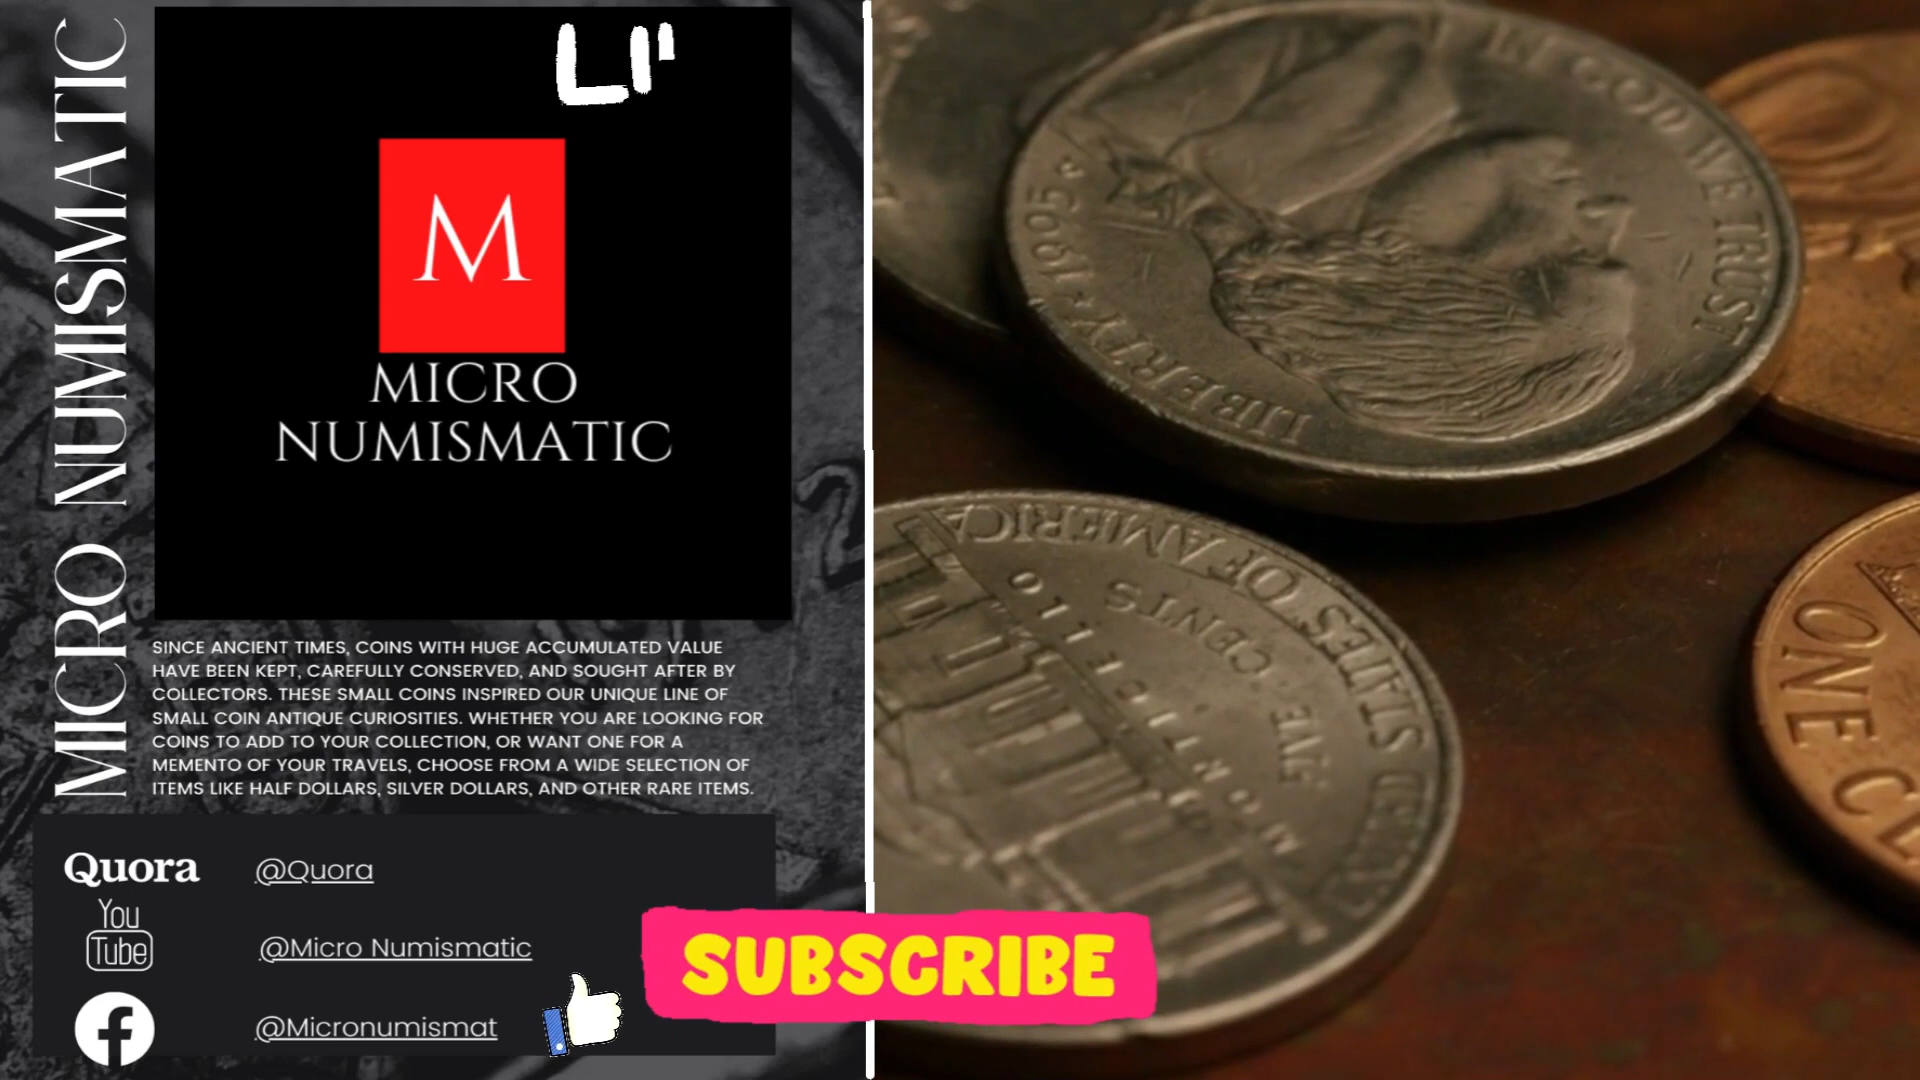 MICRO NUMISMATIC
M
MICRO
NUMISMATIC
SINCE ANCIENT TIMES, COINS WITH HUGE ACCUMULATED VALUE
HAVE BEEN KEPT, CAREFULLY CONSERVED, AND SOUGHT AFTER BY
COLLECTORS. THESE SMALL COINS INSPIRED OUR UNIQUE LINE OF
SMALL COIN ANTIQUE CURIOSITIES. WHETHER YOU ARE LOOKING FOR
COINS TO ADD TO YOUR COLLECTION, OR WANT ONE FOR A
MEMENTO OF YOUR TRAVELS, CHOOSE FROM A WIDE SELECTION OF
ITEMS LIKE HALF DOLLARS, SILVER DOLLARS, AND OTHER RARE ITEMS.
Quora @Quora
You
Tube @Micro Numismatic
f @Micronumismat
SUBSCRIBE
IN GOD WE TRUST
LIBERTY
UNITED STATES OF AMERICA
FIVE CENTS
MONTICELLO
ONE